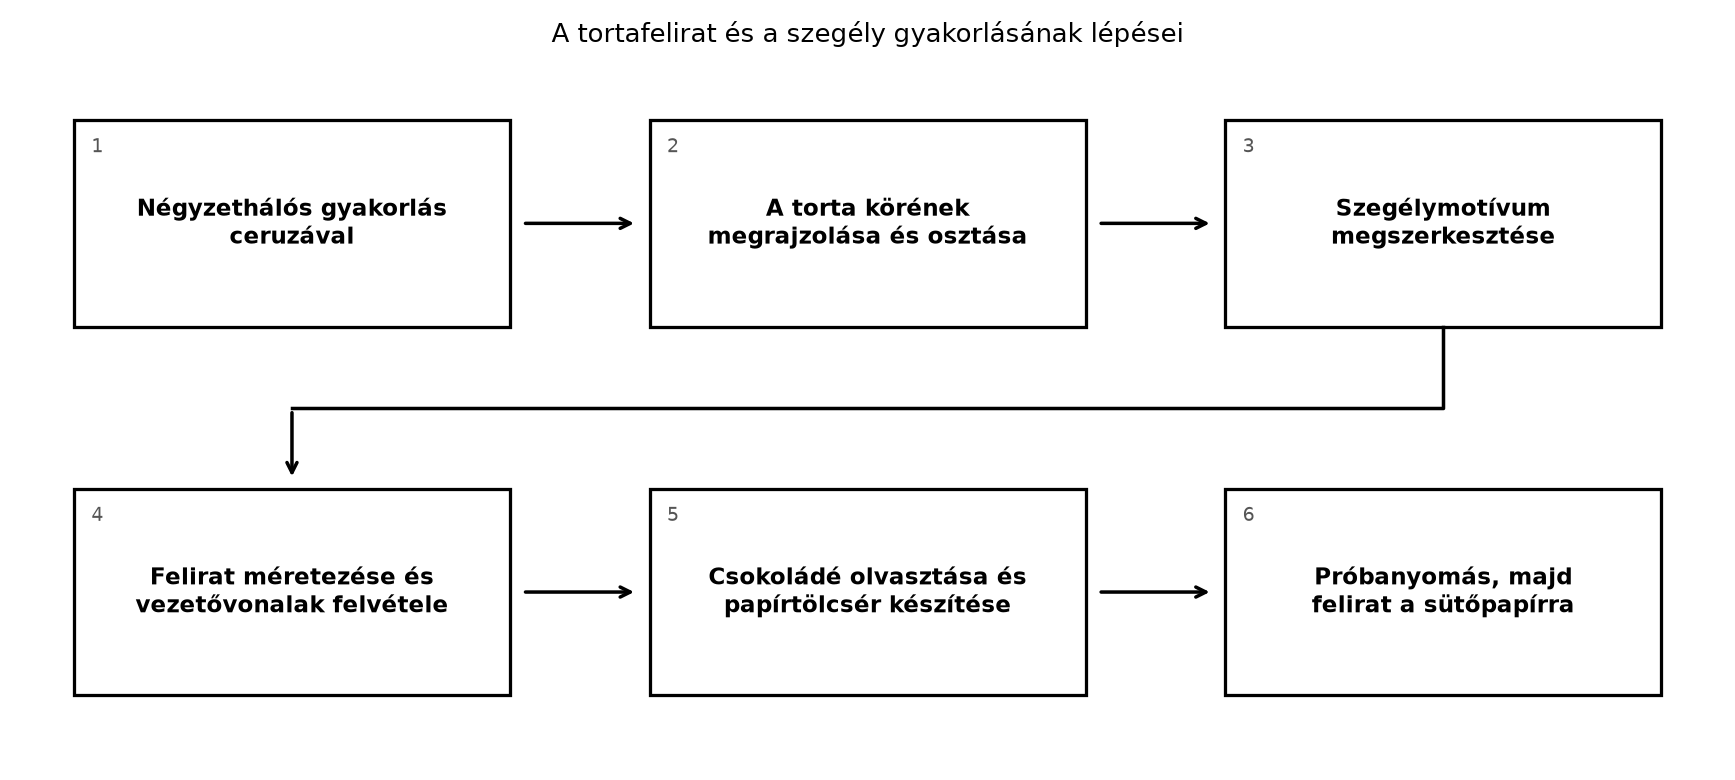 A tortafelirat és a szegély gyakorlásának lépései
1
Négyzethálós gyakorlás
ceruzával
2
A torta körének
megrajzolása és osztása
3
Szegélymotívum
megszerkesztése
4
Felirat méretezése és
vezetővonalak felvétele
5
Csokoládé olvasztása és
papírtölcsér készítése
6
Próbanyomás, majd
felirat a sütőpapírra